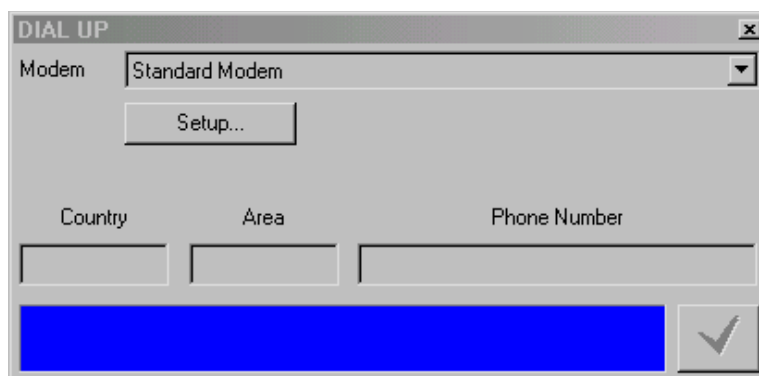 DIAL UP
Modem Standard Modem
Setup...
Country Area Phone Number